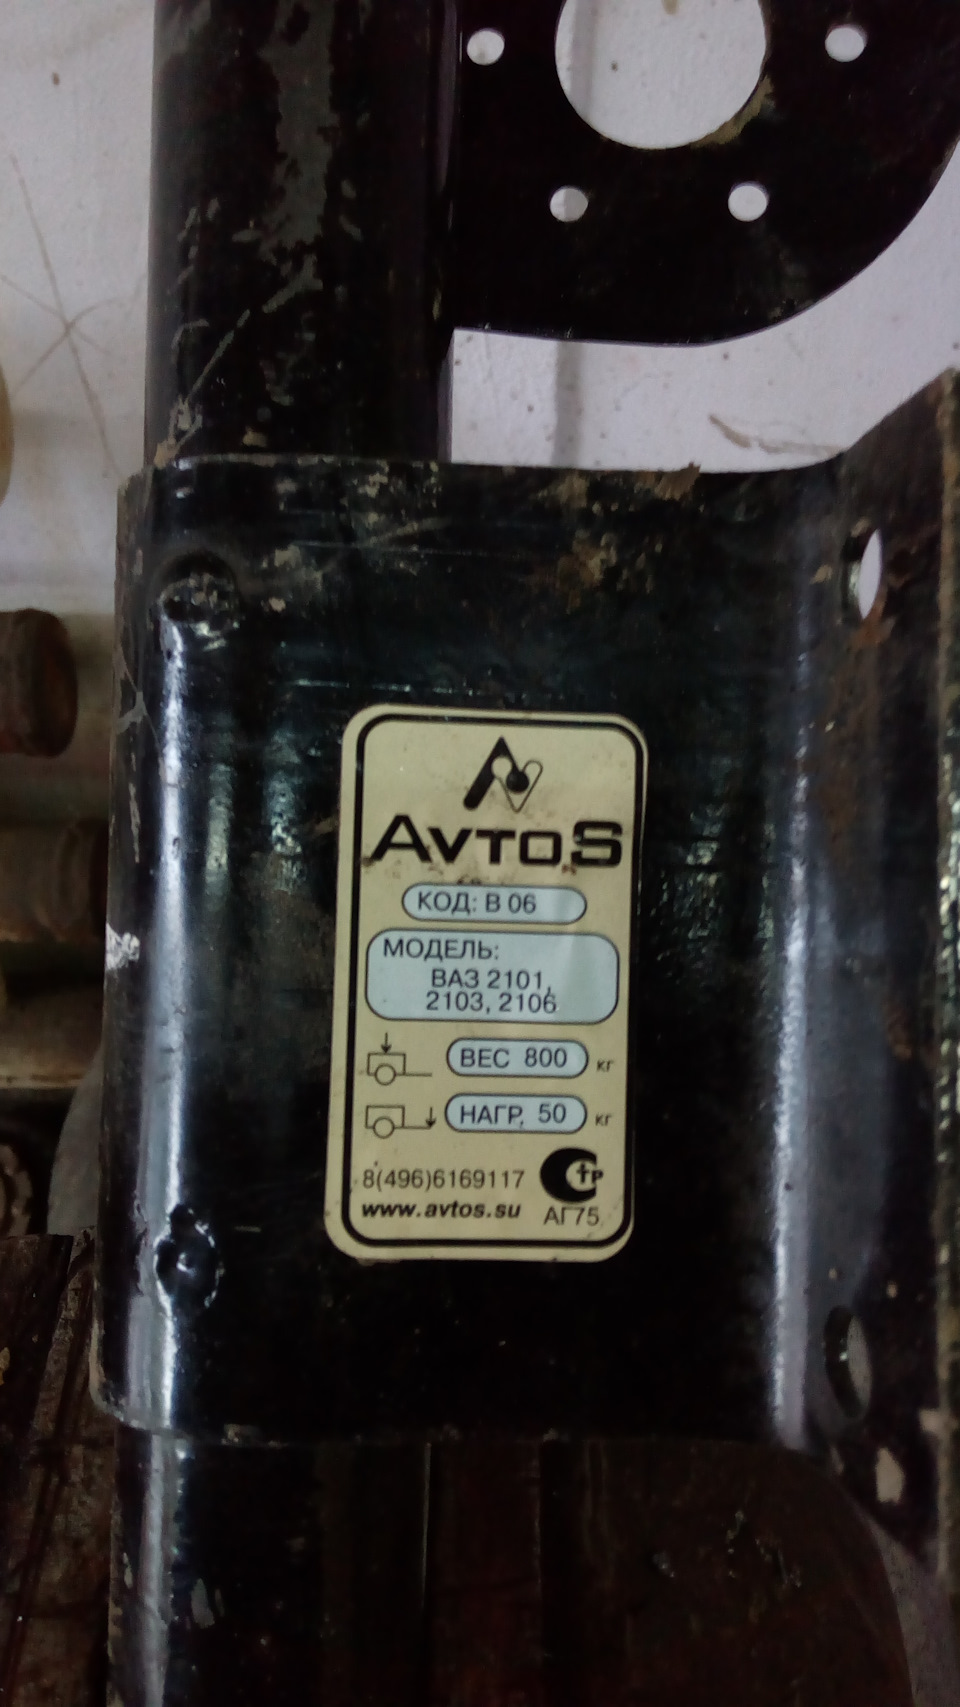 AVTOS
КОД: В 06
МОДЕЛЬ:
ВАЗ 2101,
2103, 2106
ВЕС 800 кг
НАГР. 50 кг
8(496)6169117
www.avtos.su
АГ75